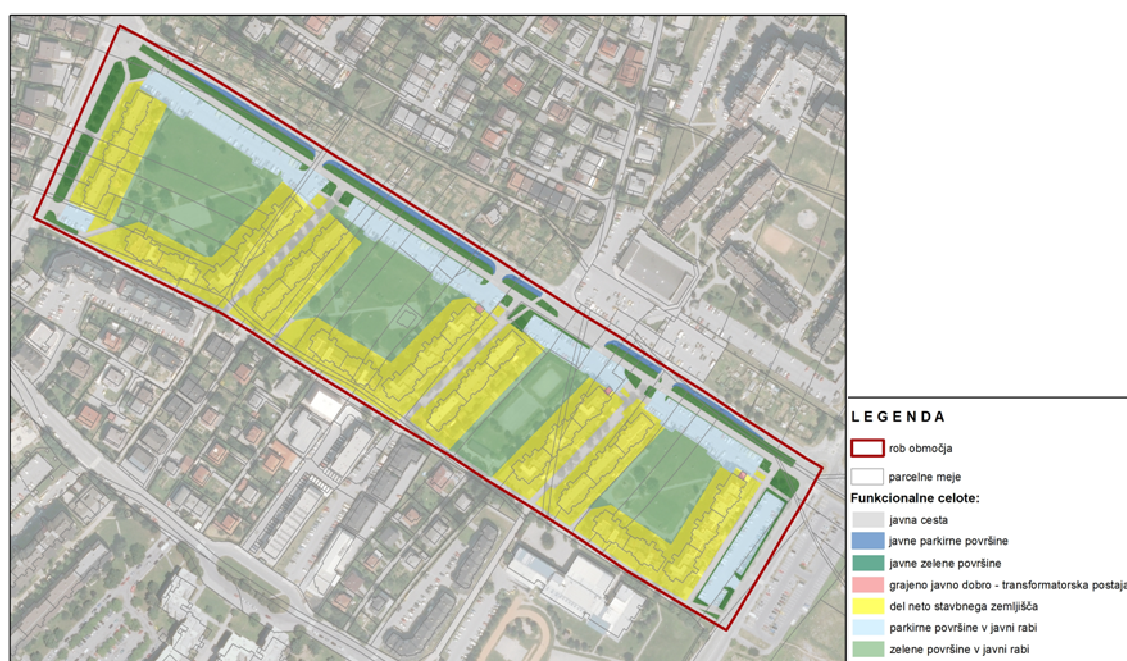 LEGENDA
rob območja
parcelne meje
Funkcionalne celote:
javna cesta
javne parkirne površine
javne zelene površine
grajeno javno dobro - transformatorska postaja
del neto stavbnega zemljišča
parkirne površine v javni rabi
zelene površine v javni rabi